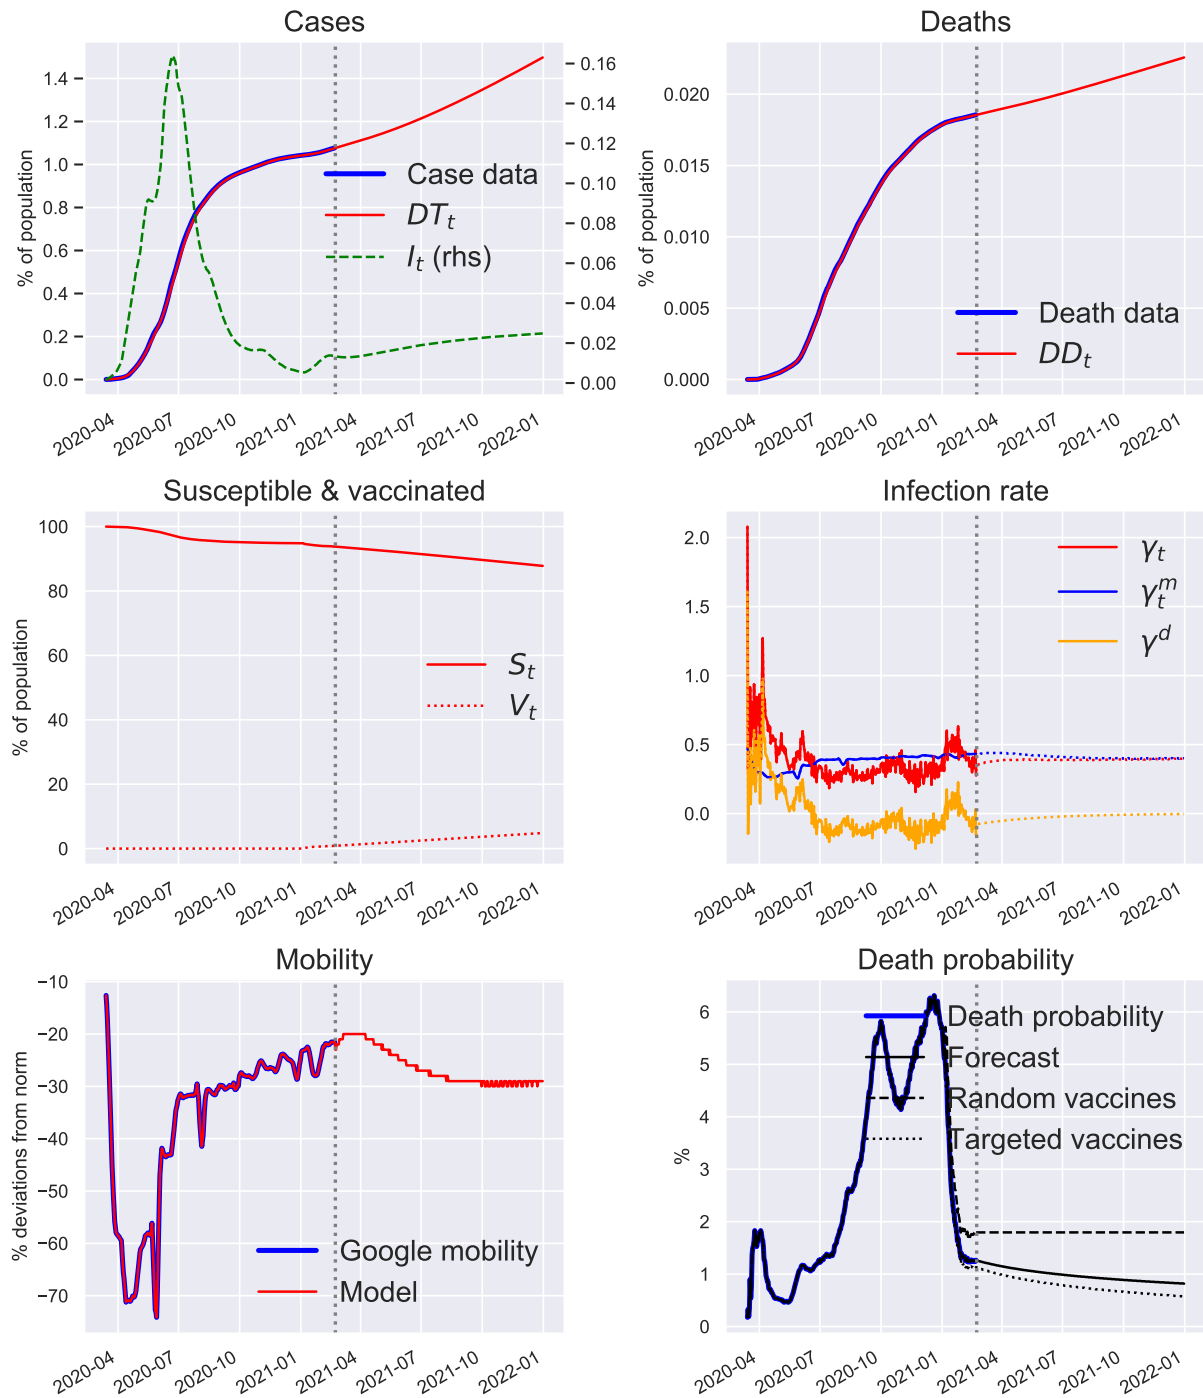 Cases
% of population
1.4
1.2
1.0
0.8
0.6
0.4
0.2
0.0
0.16
0.14
0.12
0.10
0.08
0.06
0.04
0.02
0.00
Case data
DT_t
I_t (rhs)
2020-04 2020-07 2020-10 2021-01 2021-04 2021-07 2021-10 2022-01
Deaths
% of population
0.020
0.015
0.010
0.005
0.000
Death data
DD_t
2020-04 2020-07 2020-10 2021-01 2021-04 2021-07 2021-10 2022-01
Susceptible & vaccinated
% of population
100
80
60
40
20
0
S_t
V_t
2020-04 2020-07 2020-10 2021-01 2021-04 2021-07 2021-10 2022-01
Infection rate
2.0
1.5
1.0
0.5
0.0
γ_t
γ_t^m
γ^d
2020-04 2020-07 2020-10 2021-01 2021-04 2021-07 2021-10 2022-01
Mobility
% deviations from norm
−10
−20
−30
−40
−50
−60
−70
Google mobility
Model
2020-04 2020-07 2020-10 2021-01 2021-04 2021-07 2021-10 2022-01
Death probability
%
6
5
4
3
2
1
0
Death probability
Forecast
Random vaccines
Targeted vaccines
2020-04 2020-07 2020-10 2021-01 2021-04 2021-07 2021-10 2022-01